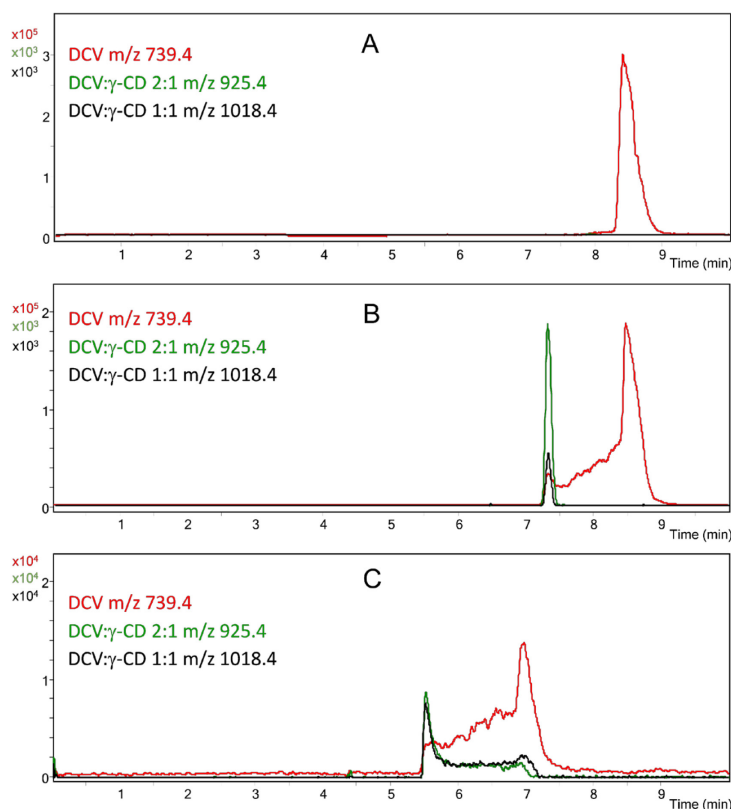 A
x10⁵
x10³
x10³
DCV m/z 739.4
DCV:γ-CD 2:1 m/z 925.4
DCV:γ-CD 1:1 m/z 1018.4
3
2
1
0
1 2 3 4 5 6 7 8 9
Time (min)
B
x10⁵
x10³
x10³
DCV m/z 739.4
DCV:γ-CD 2:1 m/z 925.4
DCV:γ-CD 1:1 m/z 1018.4
2
1
0
1 2 3 4 5 6 7 8 9
Time (min)
C
x10⁴
x10⁴
x10⁴
DCV m/z 739.4
DCV:γ-CD 2:1 m/z 925.4
DCV:γ-CD 1:1 m/z 1018.4
2
1
0
1 2 3 4 5 6 7 8 9
Time (min)